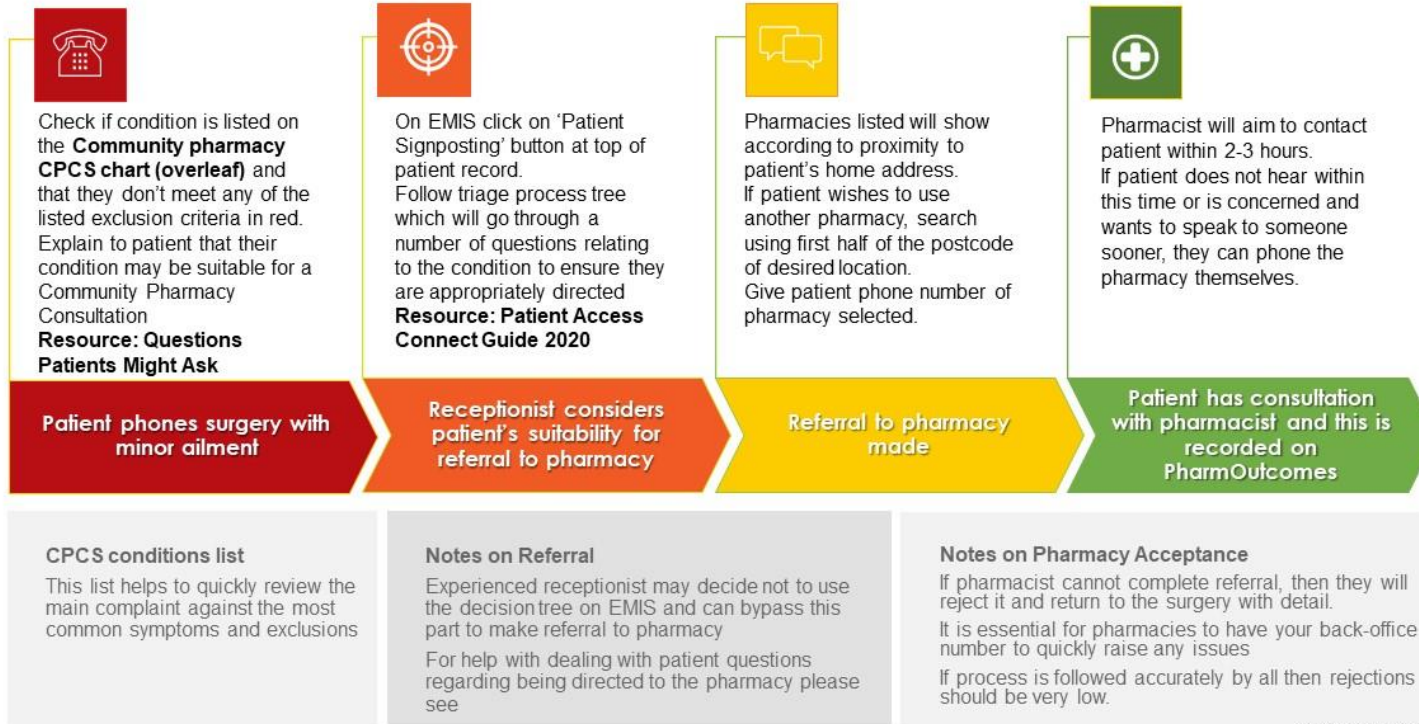 Check if condition is listed on
the Community pharmacy
CPCS chart (overleaf) and
that they don't meet any of the
listed exclusion criteria in red.
Explain to patient that their
condition may be suitable for a
Community Pharmacy
Consultation
Resource: Questions
Patients Might Ask
On EMIS click on 'Patient
Signposting' button at top of
patient record.
Follow triage process tree
which will go through a
number of questions relating
to the condition to ensure they
are appropriately directed
Resource: Patient Access
Connect Guide 2020
Pharmacies listed will show
according to proximity to
patient's home address.
If patient wishes to use
another pharmacy, search
using first half of the postcode
of desired location.
Give patient phone number of
pharmacy selected.
Pharmacist will aim to contact
patient within 2-3 hours.
If patient does not hear within
this time or is concerned and
wants to speak to someone
sooner, they can phone the
pharmacy themselves.
Patient phones surgery with
minor ailment
Receptionist considers
patient's suitability for
referral to pharmacy
Referral to pharmacy
made
Patient has consultation
with pharmacist and this is
recorded on
PharmOutcomes
CPCS conditions list
This list helps to quickly review the
main complaint against the most
common symptoms and exclusions
Notes on Referral
Experienced receptionist may decide not to use
the decision tree on EMIS and can bypass this
part to make referral to pharmacy
For help with dealing with patient questions
regarding being directed to the pharmacy please
see
Notes on Pharmacy Acceptance
If pharmacist cannot complete referral, then they will
reject it and return to the surgery with detail.
It is essential for pharmacies to have your back-office
number to quickly raise any issues
If process is followed accurately by all then rejections
should be very low.